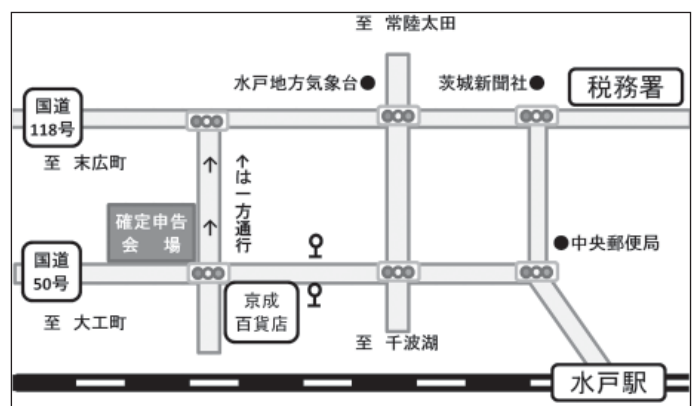 至 常陸太田
水戸地方気象台●
茨城新聞社●
税務署
国道
118号
至 末広町
↑は一方通行
確定申告
会 場
●中央郵便局
国道
50号
京成
百貨店
至 大工町
至 千波湖
水戸駅